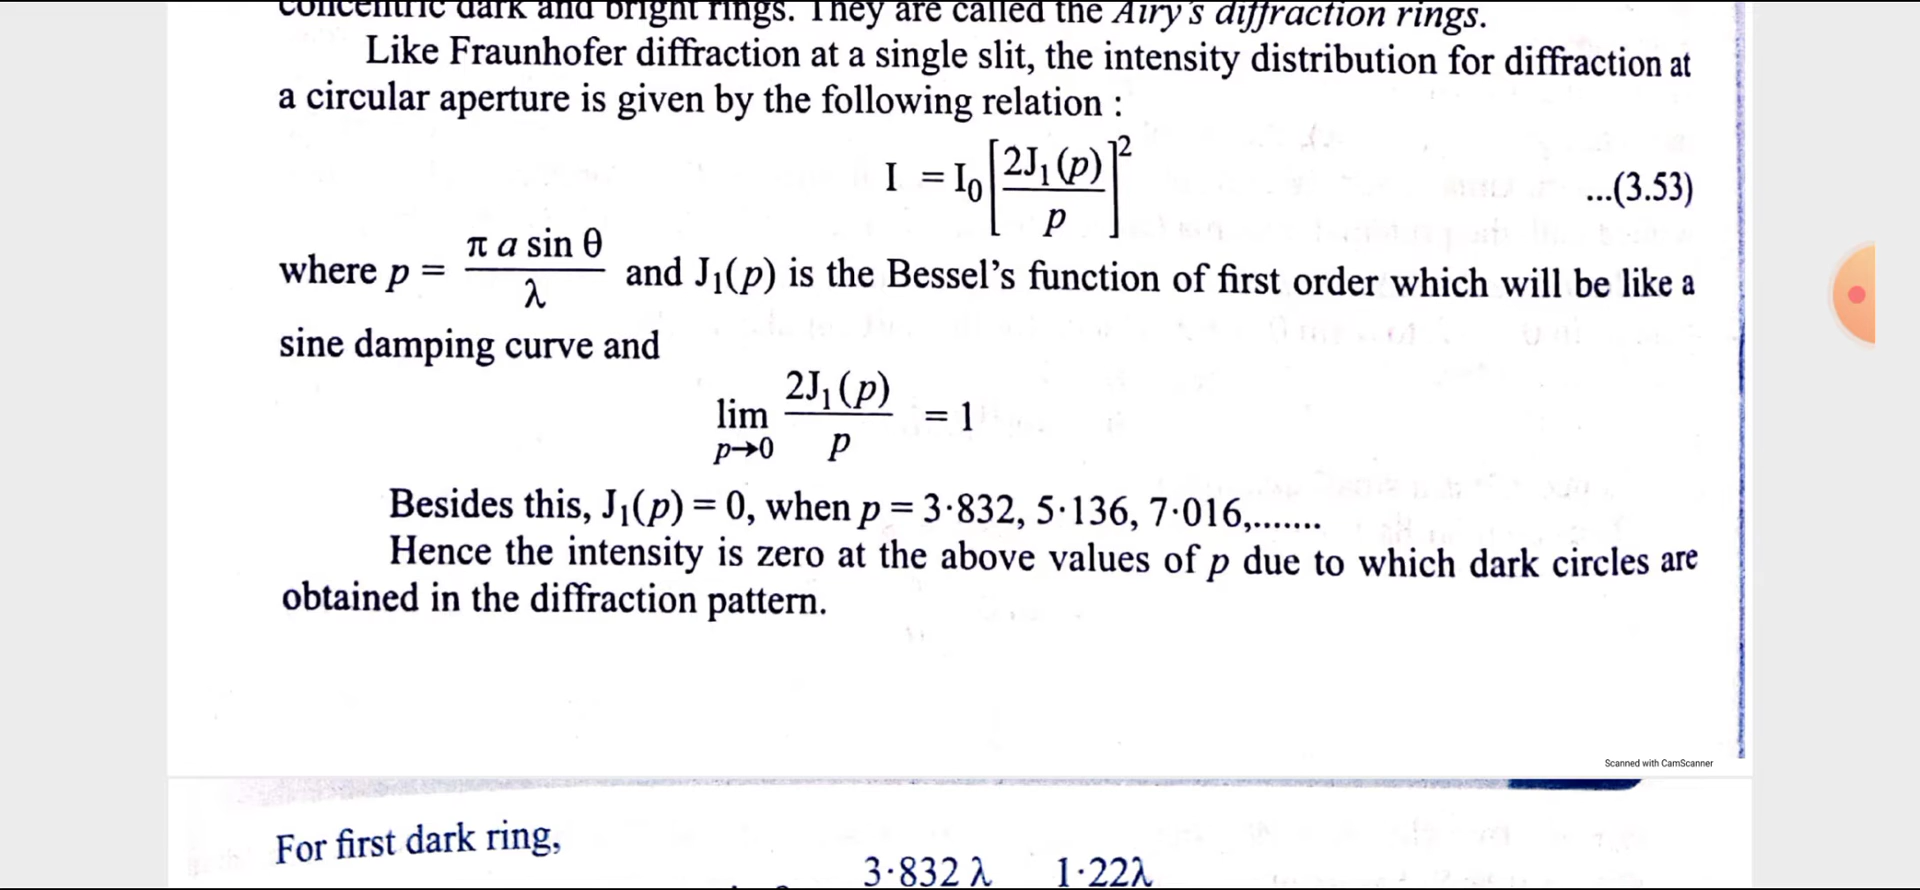 concentric dark and bright rings. They are called the Airy's diffraction rings.
Like Fraunhofer diffraction at a single slit, the intensity distribution for diffraction at
a circular aperture is given by the following relation :
I = I₀ [2J₁(p) / p]² ...(3.53)
where p = π a sin θ / λ and J₁(p) is the Bessel's function of first order which will be like a
sine damping curve and
lim p→0 2J₁(p) / p = 1
Besides this, J₁(p) = 0, when p = 3·832, 5·136, 7·016,.......
Hence the intensity is zero at the above values of p due to which dark circles are
obtained in the diffraction pattern.
Scanned with CamScanner
For first dark ring,
3·832 λ 1·22λ